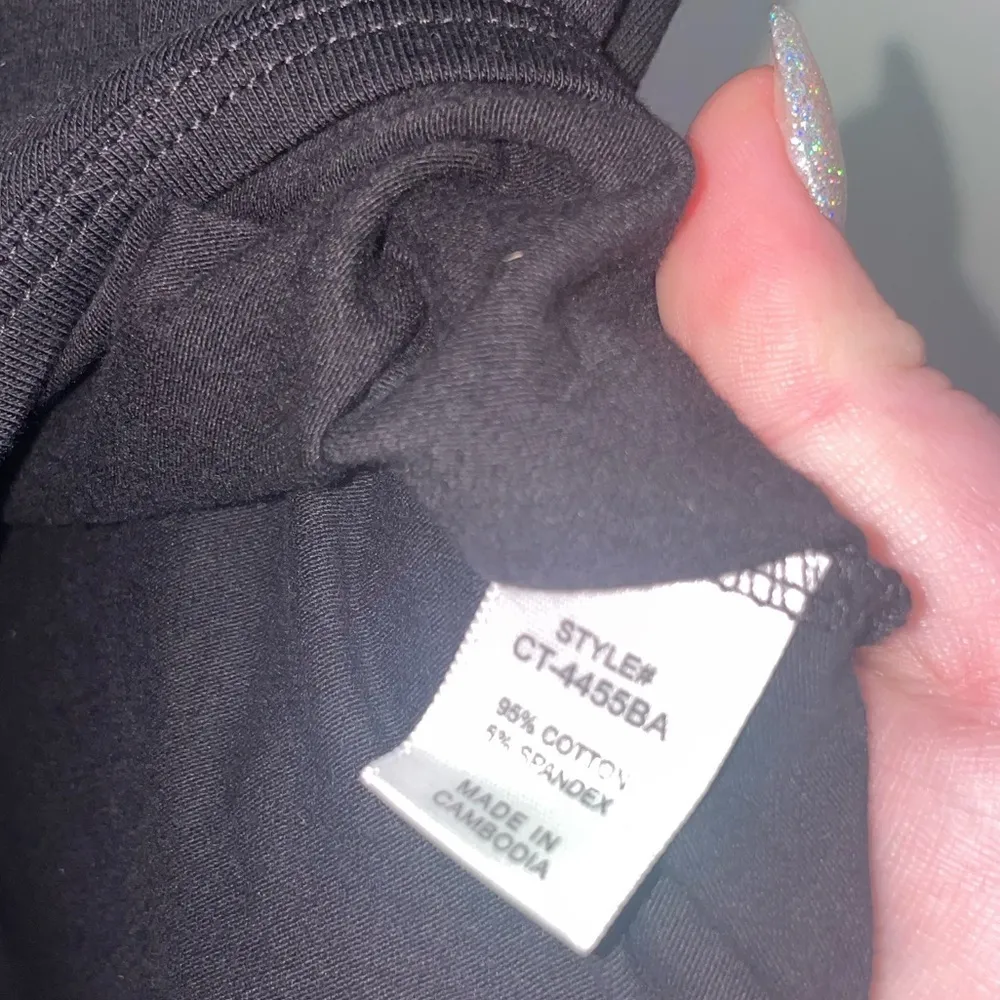 STYLE#
CT-4455BA
95% COTTON
5% SPANDEX
MADE IN
CAMBODIA